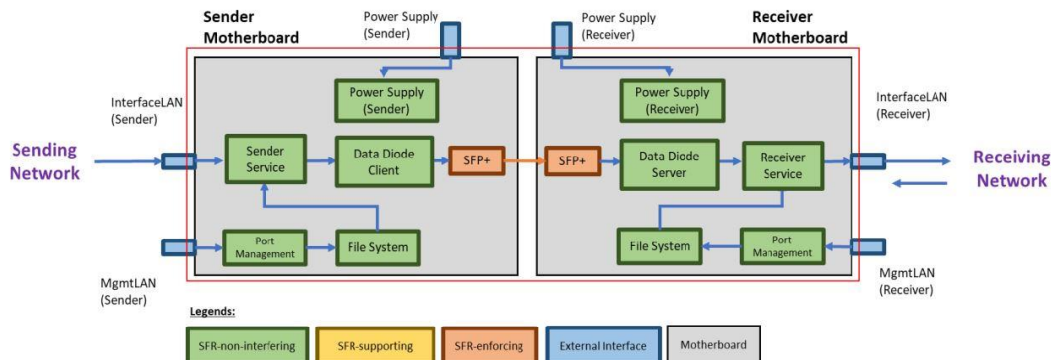 Sender
Motherboard
Power Supply
(Sender)
Power Supply
(Receiver)
Receiver
Motherboard
InterfaceLAN
(Sender)
Power Supply
(Sender)
Power Supply
(Receiver)
InterfaceLAN
(Receiver)
Sending
Network
Sender
Service
Data Diode
Client
SFP+
SFP+
Data Diode
Server
Receiver
Service
Receiving
Network
Port
Management
File System
File System
Port
Management
MgmtLAN
(Sender)
MgmtLAN
(Receiver)
Legends:
SFR-non-interfering
SFR-supporting
SFR-enforcing
External Interface
Motherboard